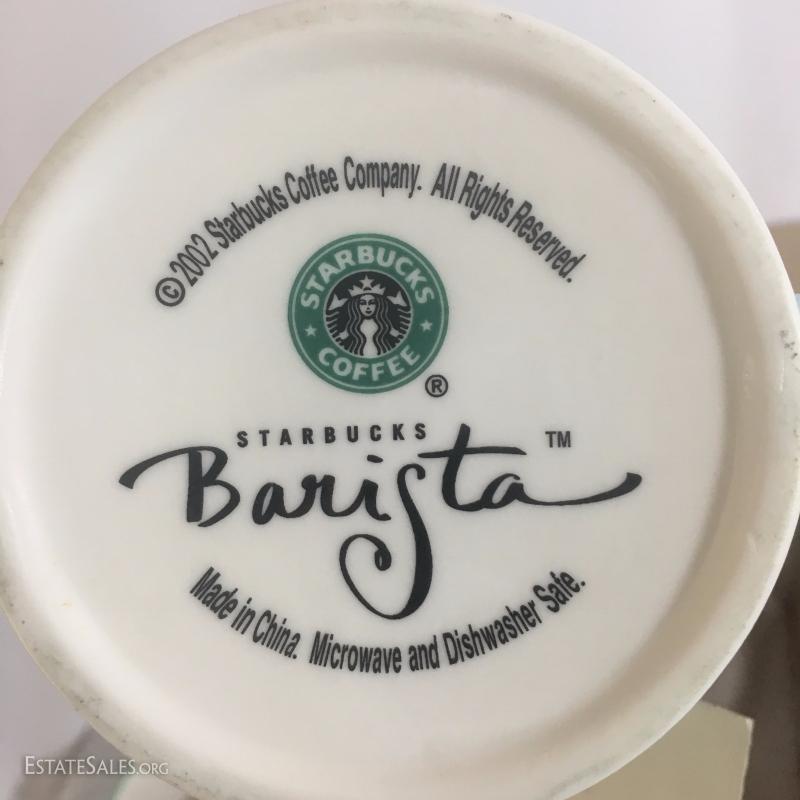 © 2002 Starbucks Coffee Company. All Rights Reserved.
STARBUCKS
COFFEE
®
STARBUCKS
Barista ™
Made in China. Microwave and Dishwasher Safe.
ESTATESALES.ORG